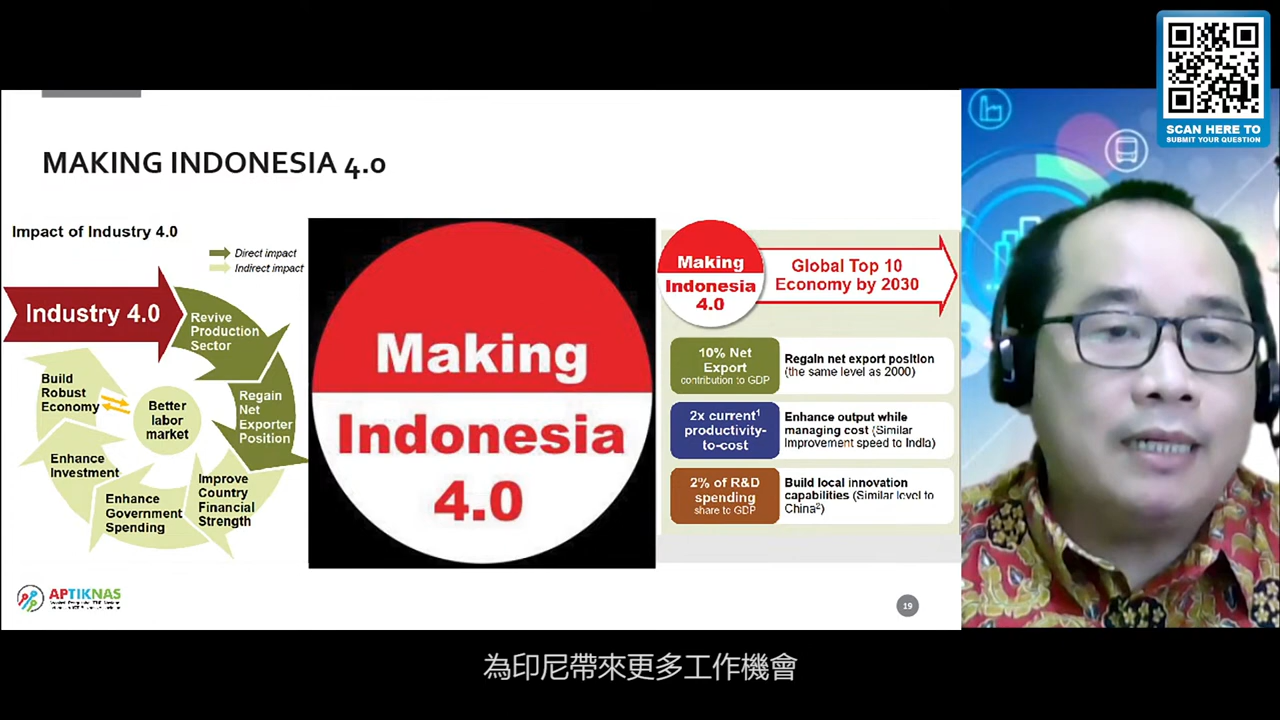 SCAN HERE TO
SUBMIT YOUR QUESTION
MAKING INDONESIA 4.0
Impact of Industry 4.0
Direct impact
Indirect impact
Industry 4.0
Revive
Production
Sector
Regain
Net
Exporter
Position
Improve
Country
Financial
Strength
Enhance
Government
Spending
Enhance
Investment
Build
Robust
Economy
Better
labor
market
Making
Indonesia
4.0
Making
Indonesia
4.0
Global Top 10
Economy by 2030
10% Net
Export
contribution to GDP
Regain net export position
(the same level as 2000)
2x current¹
productivity-
to-cost
Enhance output while
managing cost (Similar
Improvement speed to India)
2% of R&D
spending
share to GDP
Build local innovation
capabilities (Similar level to
China²)
APTIKNAS
19
為印尼帶來更多工作機會